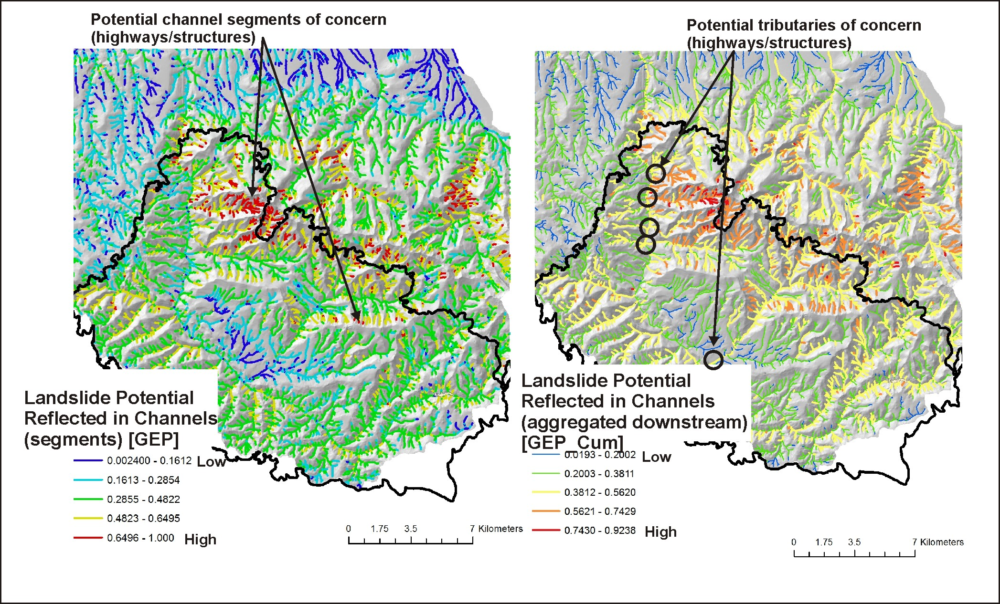 Potential channel segments of concern
(highways/structures)
Potential tributaries of concern
(highways/structures)
Landslide Potential
Reflected in Channels
(segments) [GEP]
0.002400 - 0.1612 Low
0.1613 - 0.2854
0.2855 - 0.4822
0.4823 - 0.6495
0.6496 - 1.000 High
0 1.75 3.5 7 Kilometers
Landslide Potential
Reflected in Channels
(aggregated downstream)
[GEP_Cum]
0.0193 - 0.2002 Low
0.2003 - 0.3811
0.3812 - 0.5620
0.5621 - 0.7429
0.7430 - 0.9238 High
0 1.75 3.5 7 Kilometers